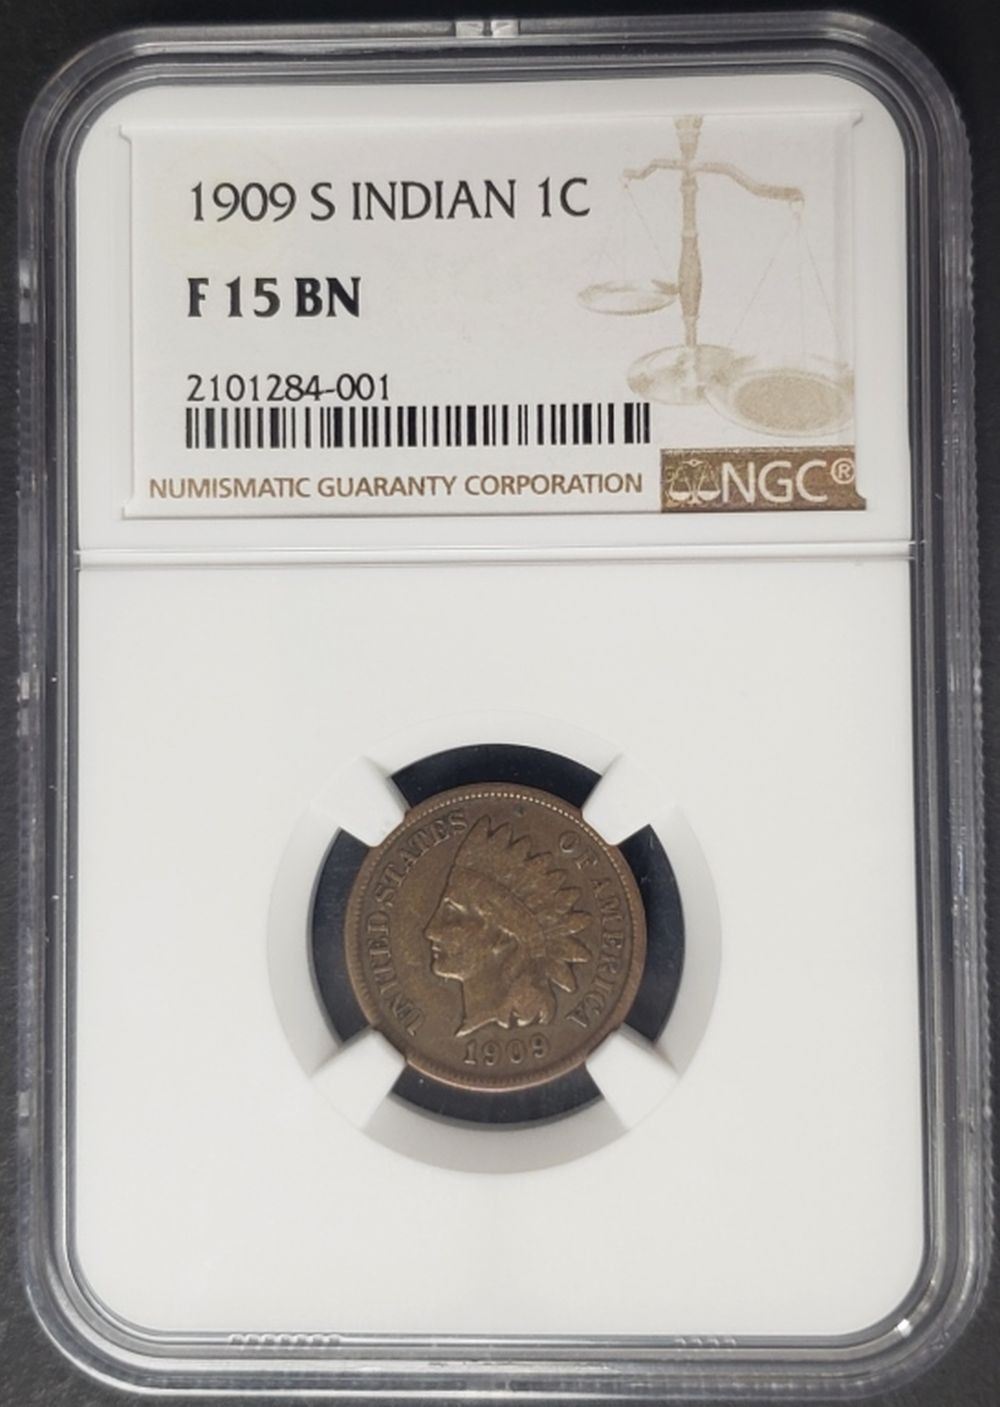 1909 S INDIAN 1C
F 15 BN
2101284-001
NUMISMATIC GUARANTY CORPORATION
NGC®
UNITED STATES OF AMERICA
1909